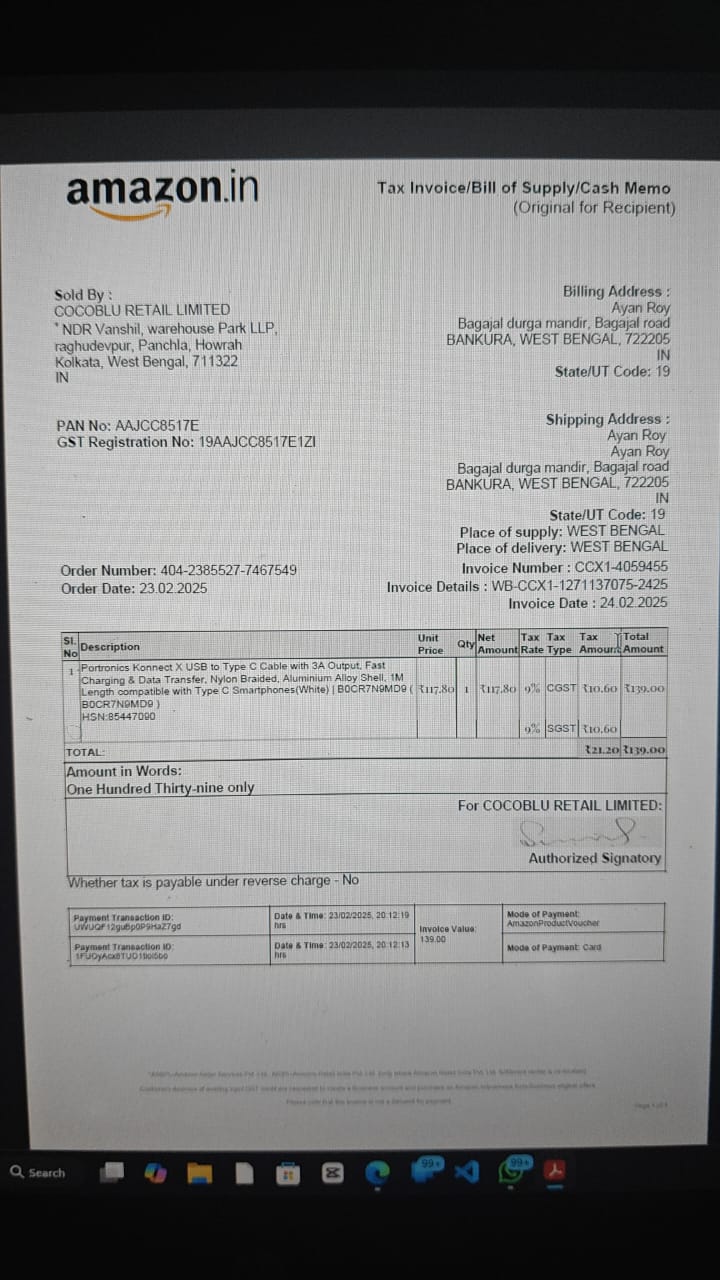 amazon.in
Tax Invoice/Bill of Supply/Cash Memo
(Original for Recipient)
Sold By :
COCOBLU RETAIL LIMITED
* NDR Vanshil, warehouse Park LLP,
raghudevpur, Panchla, Howrah
Kolkata, West Bengal, 711322
IN
Billing Address :
Ayan Roy
Bagajal durga mandir, Bagajal road
BANKURA, WEST BENGAL, 722205
IN
State/UT Code: 19
PAN No: AAJCC8517E
GST Registration No: 19AAJCC8517E1ZI
Shipping Address :
Ayan Roy
Ayan Roy
Bagajal durga mandir, Bagajal road
BANKURA, WEST BENGAL, 722205
IN
State/UT Code: 19
Place of supply: WEST BENGAL
Place of delivery: WEST BENGAL
Order Number: 404-2385527-7467549
Order Date: 23.02.2025
Invoice Number : CCX1-4059455
Invoice Details : WB-CCX1-1271137075-2425
Invoice Date : 24.02.2025
Sl. No Description Unit Price Qty Net Amount Tax Rate Tax Type Tax Amount Total Amount
1 Portronics Konnect X USB to Type C Cable with 3A Output, Fast
Charging & Data Transfer, Nylon Braided, Aluminium Alloy Shell, 1M
Length compatible with Type C Smartphones(White) | B0CR7N9MD9 ( ₹117.80 1 ₹117.80 9% CGST ₹10.60 ₹139.00
B0CR7N9MD9 )
HSN:85447090
9% SGST ₹10.60
TOTAL: ₹21.20 ₹139.00
Amount in Words:
One Hundred Thirty-nine only
For COCOBLU RETAIL LIMITED:
Authorized Signatory
Whether tax is payable under reverse charge - No
Payment Transaction ID:
Date & Time: 23/02/2025, 20:12:19
hrs
Invoice Value:
139.00
Mode of Payment:
AmazonProductVoucher
Payment Transaction ID:
Date & Time: 23/02/2025, 20:12:13
hrs
Mode of Payment: Card
Please note that this invoice is not a demand for payment
Search
99+
99+